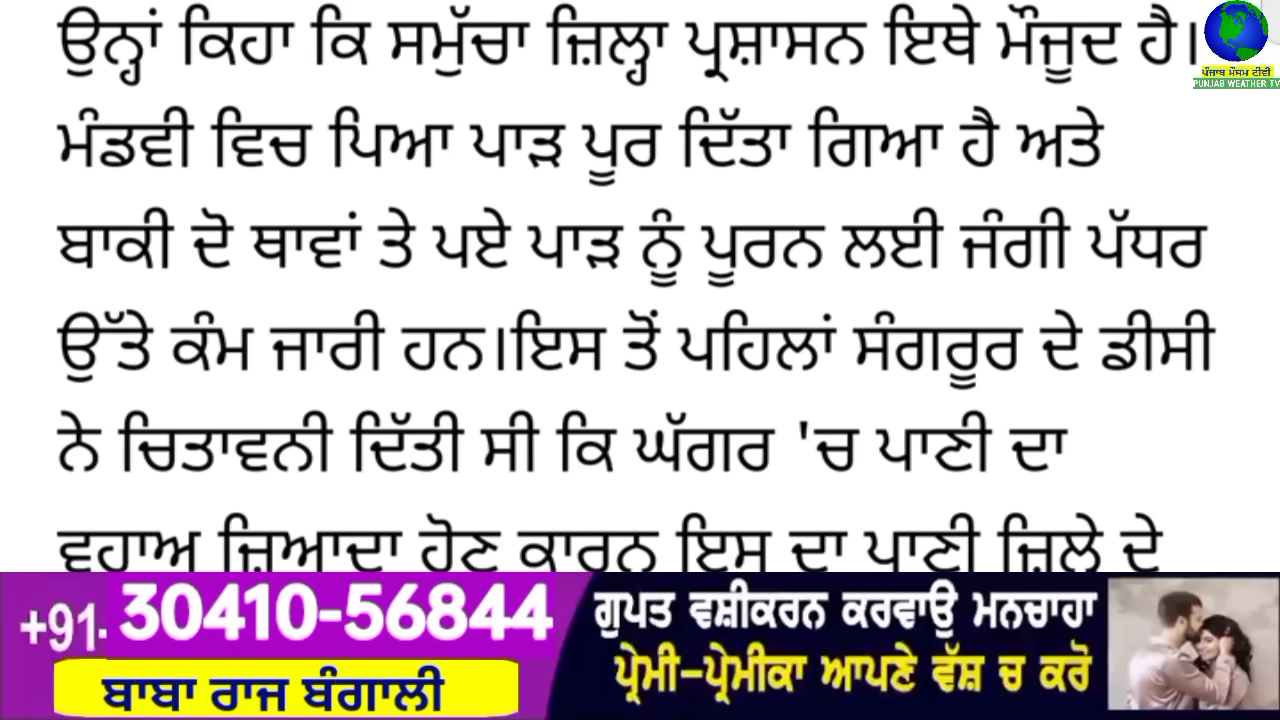 ਉਨ੍ਹਾਂ ਕਿਹਾ ਕਿ ਸਮੁੱਚਾ ਜ਼ਿਲ੍ਹਾ ਪ੍ਰਸ਼ਾਸਨ ਇਥੇ ਮੌਜੂਦ ਹੈ।
ਪੰਜਾਬ ਮੌਸਮ ਟੀਵੀ
PUNJAB WEATHER TV
ਮੰਡਵੀ ਵਿਚ ਪਿਆ ਪਾੜ ਪੂਰ ਦਿੱਤਾ ਗਿਆ ਹੈ ਅਤੇ
ਬਾਕੀ ਦੋ ਥਾਵਾਂ ਤੇ ਪਏ ਪਾੜ ਨੂੰ ਪੂਰਨ ਲਈ ਜੰਗੀ ਪੱਧਰ
ਉੱਤੇ ਕੰਮ ਜਾਰੀ ਹਨ।ਇਸ ਤੋਂ ਪਹਿਲਾਂ ਸੰਗਰੂਰ ਦੇ ਡੀਸੀ
ਨੇ ਚਿਤਾਵਨੀ ਦਿੱਤੀ ਸੀ ਕਿ ਘੱਗਰ 'ਚ ਪਾਣੀ ਦਾ
ਵਹਾਅ ਜ਼ਿਆਦਾ ਹੋਣ ਕਾਰਨ ਇਸ ਦਾ ਪਾਣੀ ਜ਼ਿਲੇ ਦੇ
+91-30410-56844
ਬਾਬਾ ਰਾਜ ਬੰਗਾਲੀ
ਗੁਪਤ ਵਸ਼ੀਕਰਨ ਕਰਵਾਉ ਮਨਚਾਹਾ
ਪ੍ਰੇਮੀ-ਪ੍ਰੇਮੀਕਾ ਆਪਣੇ ਵੱਸ਼ ਚ ਕਰੋ